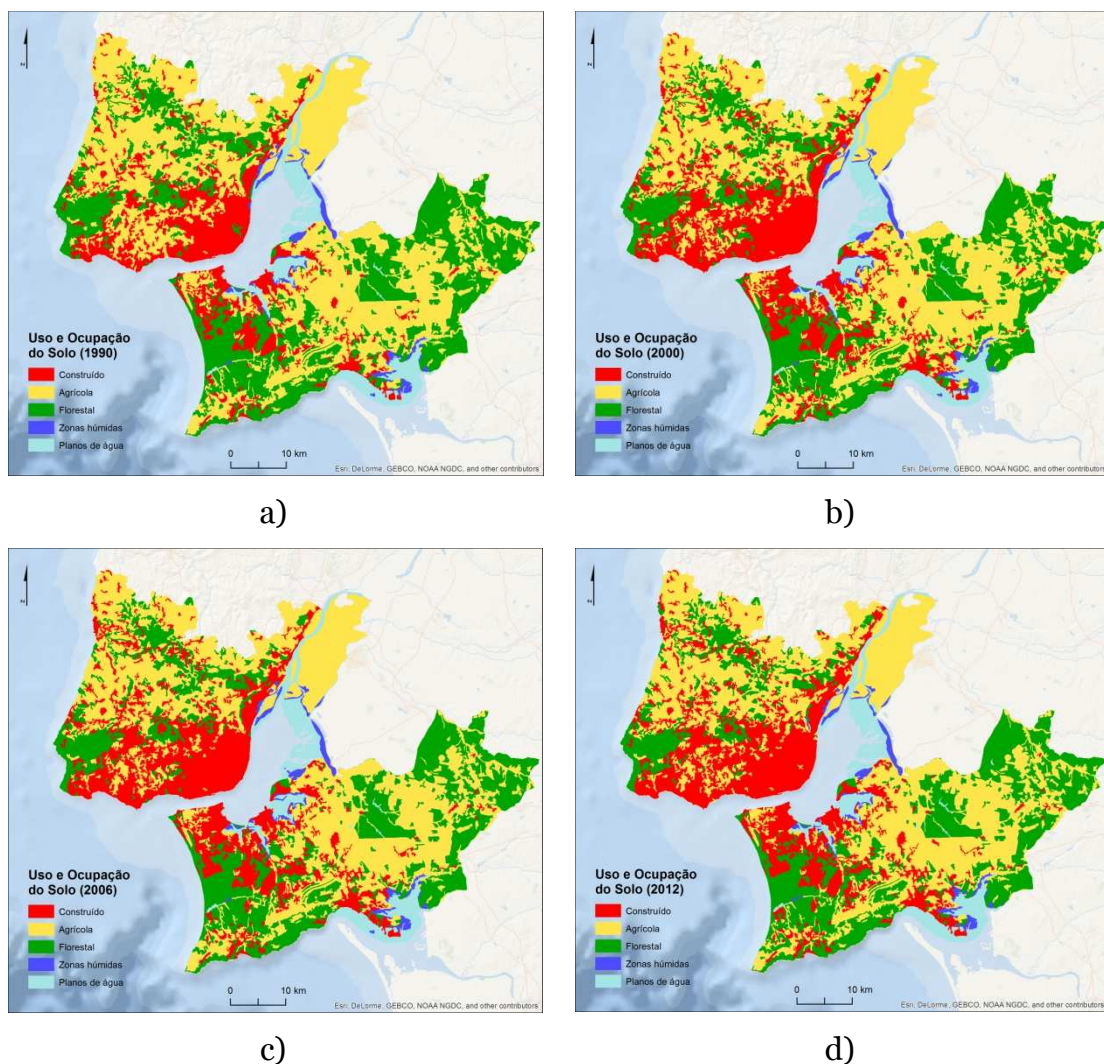 N
Uso e Ocupação
do Solo (1990)
Construído
Agrícola
Florestal
Zonas húmidas
Planos de água
0 10 km
Esri, DeLorme, GEBCO, NOAA NGDC, and other contributors
a)
N
Uso e Ocupação
do Solo (2000)
Construído
Agrícola
Florestal
Zonas húmidas
Planos de água
0 10 km
Esri, DeLorme, GEBCO, NOAA NGDC, and other contributors
b)
N
Uso e Ocupação
do Solo (2006)
Construído
Agrícola
Florestal
Zonas húmidas
Planos de água
0 10 km
Esri, DeLorme, GEBCO, NOAA NGDC, and other contributors
c)
N
Uso e Ocupação
do Solo (2012)
Construído
Agrícola
Florestal
Zonas húmidas
Planos de água
0 10 km
Esri, DeLorme, GEBCO, NOAA NGDC, and other contributors
d)